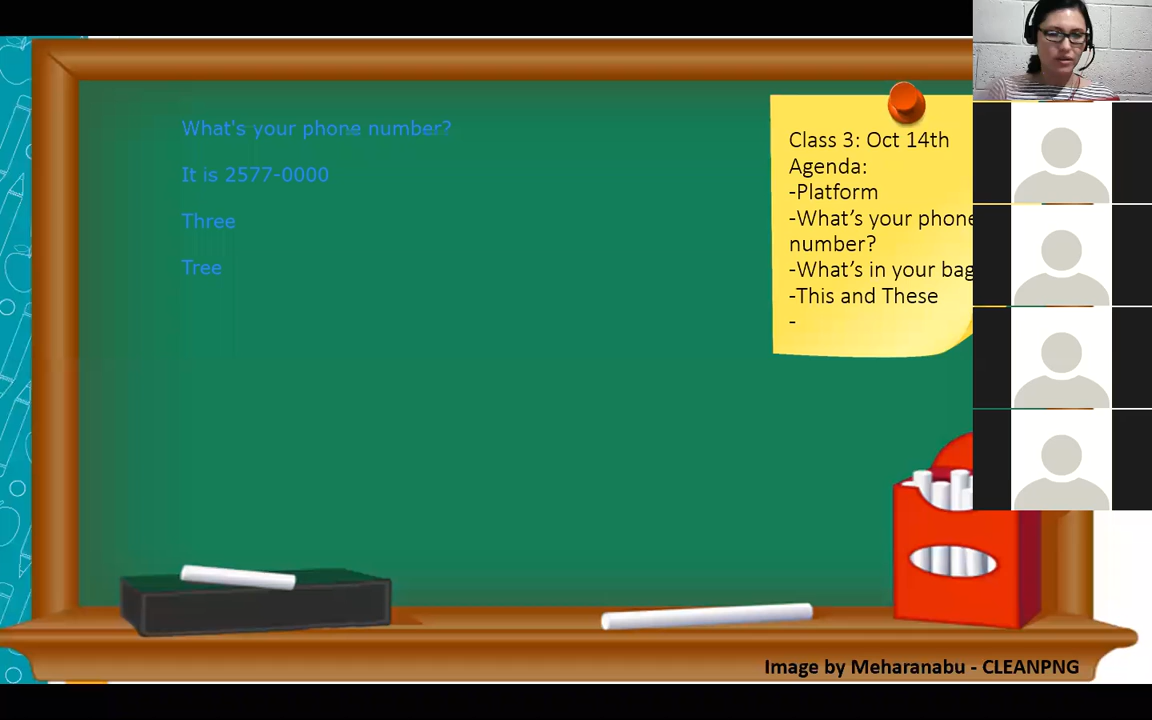 What's your phone number?
It is 2577-0000
Three
Tree
Class 3: Oct 14th
Agenda:
-Platform
-What's your phone
number?
-What's in your bag
-This and These
-
Image by Meharanabu - CLEANPNG